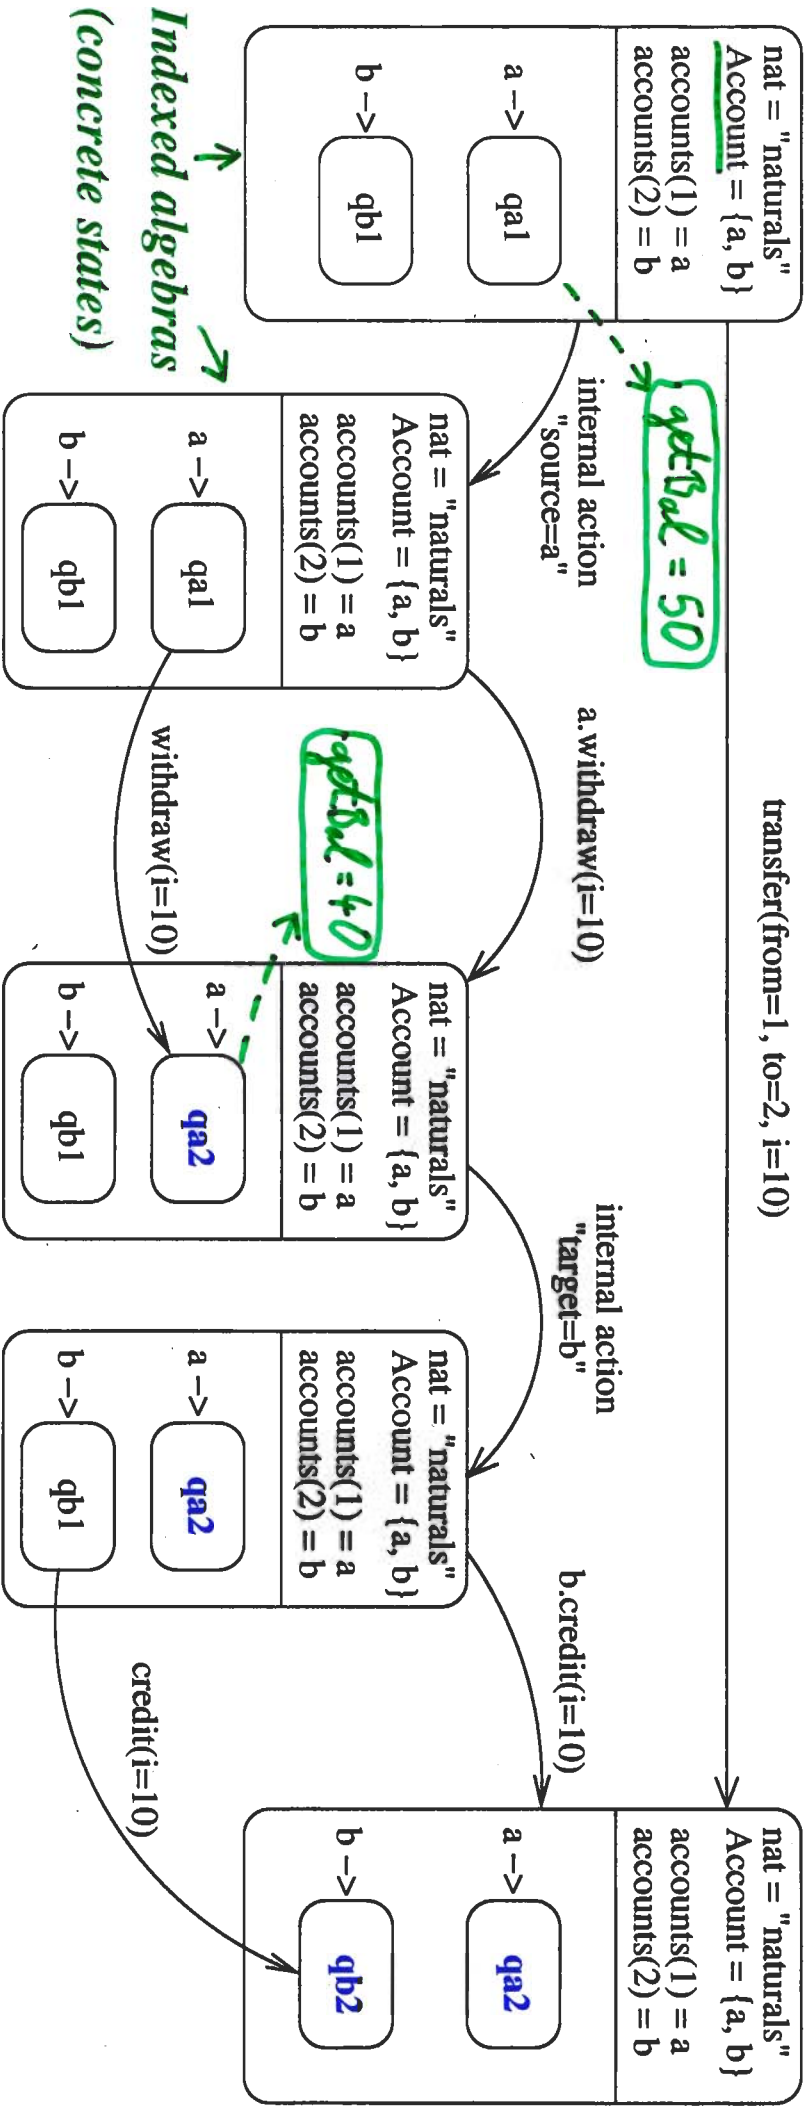 transfer(from=1, to=2, i=10)
nat = "naturals"
Account = {a, b}
accounts(1) = a
accounts(2) = b
a –> qa1
b –> qb1
getBal = 50
internal action
"source=a"
nat = "naturals"
Account = {a, b}
accounts(1) = a
accounts(2) = b
a –> qa1
b –> qb1
a.withdraw(i=10)
getBal = 40
withdraw(i=10)
nat = "naturals"
Account = {a, b}
accounts(1) = a
accounts(2) = b
a –> qa2
b –> qb1
internal action
"target=b"
nat = "naturals"
Account = {a, b}
accounts(1) = a
accounts(2) = b
a –> qa2
b –> qb1
b.credit(i=10)
credit(i=10)
nat = "naturals"
Account = {a, b}
accounts(1) = a
accounts(2) = b
a –> qa2
b –> qb2
Indexed algebras
(concrete states)